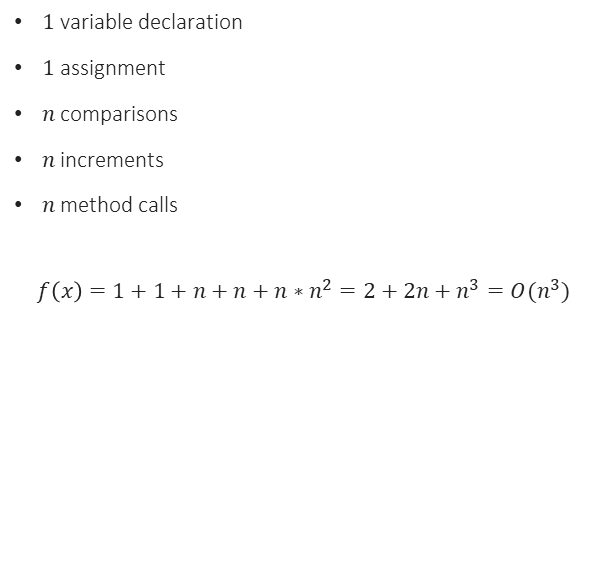 • 1 variable declaration
• 1 assignment
• n comparisons
• n increments
• n method calls
f(x) = 1 + 1 + n + n + n ∗ n² = 2 + 2n + n³ = O(n³)